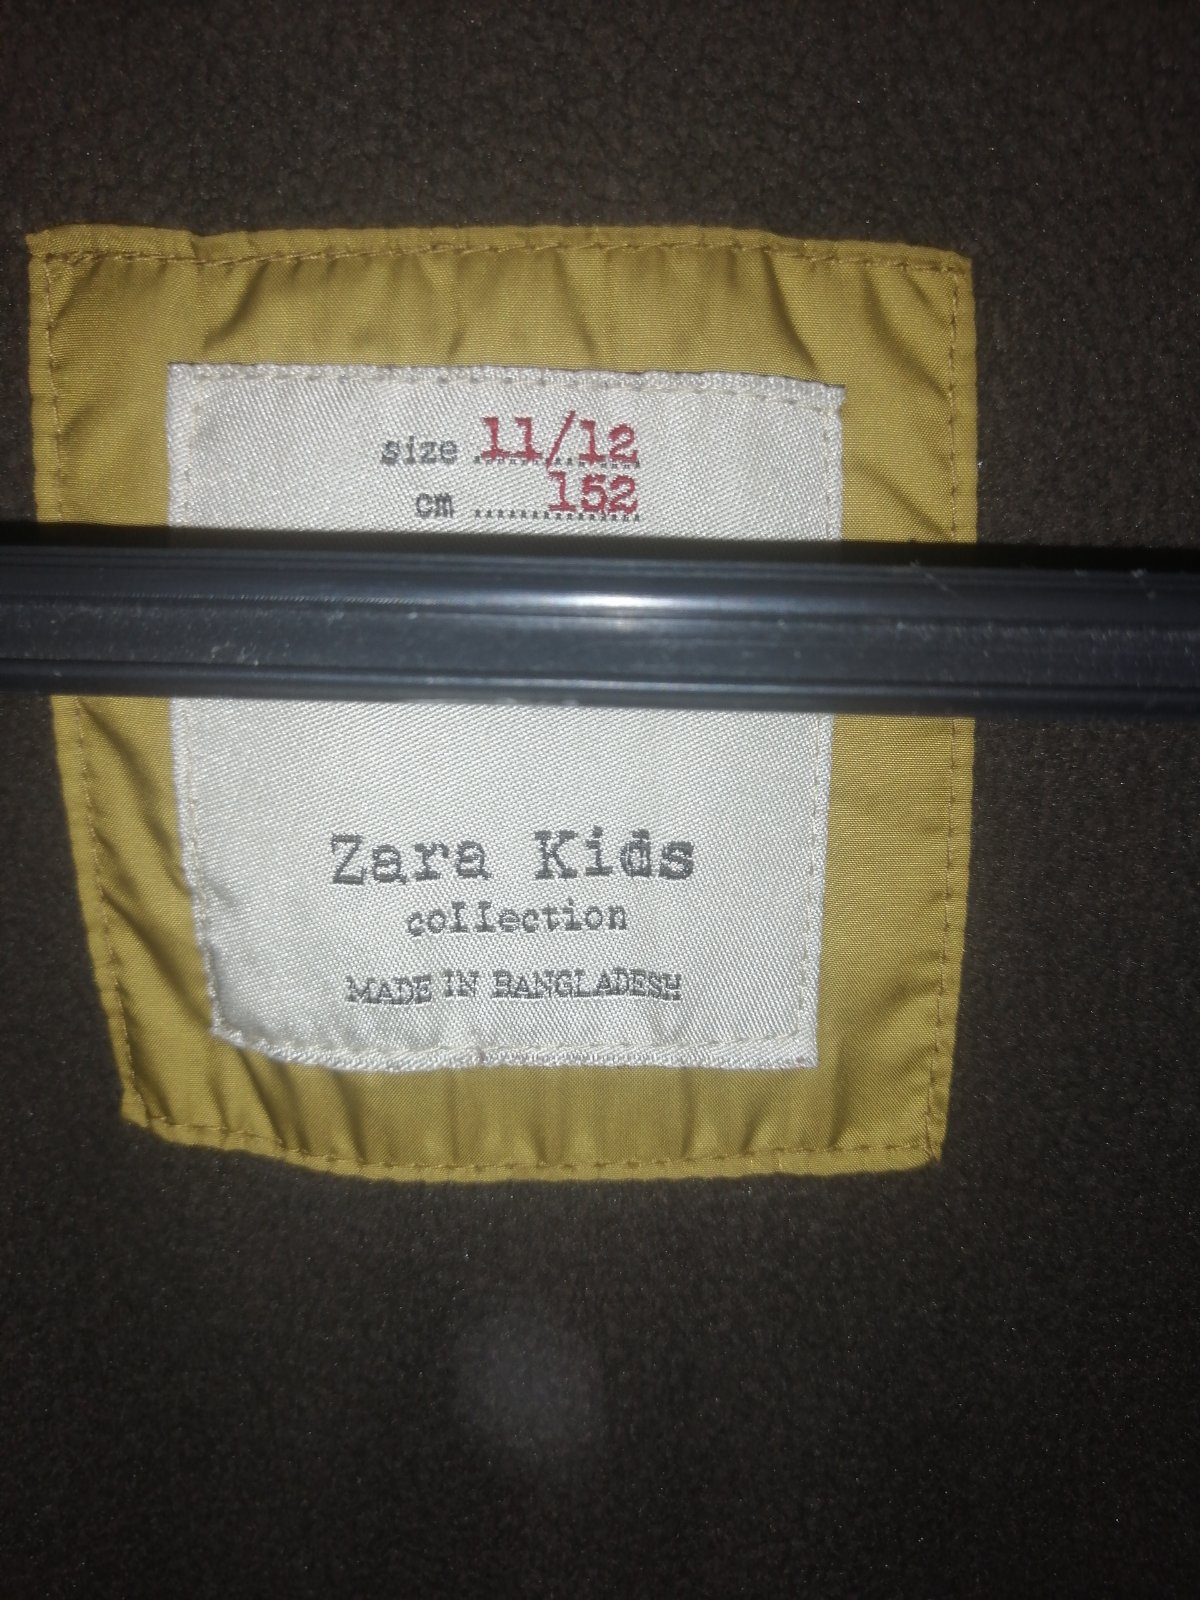 size 11/12
cm .......152
Zara Kids
collection
MADE IN BANGLADESH